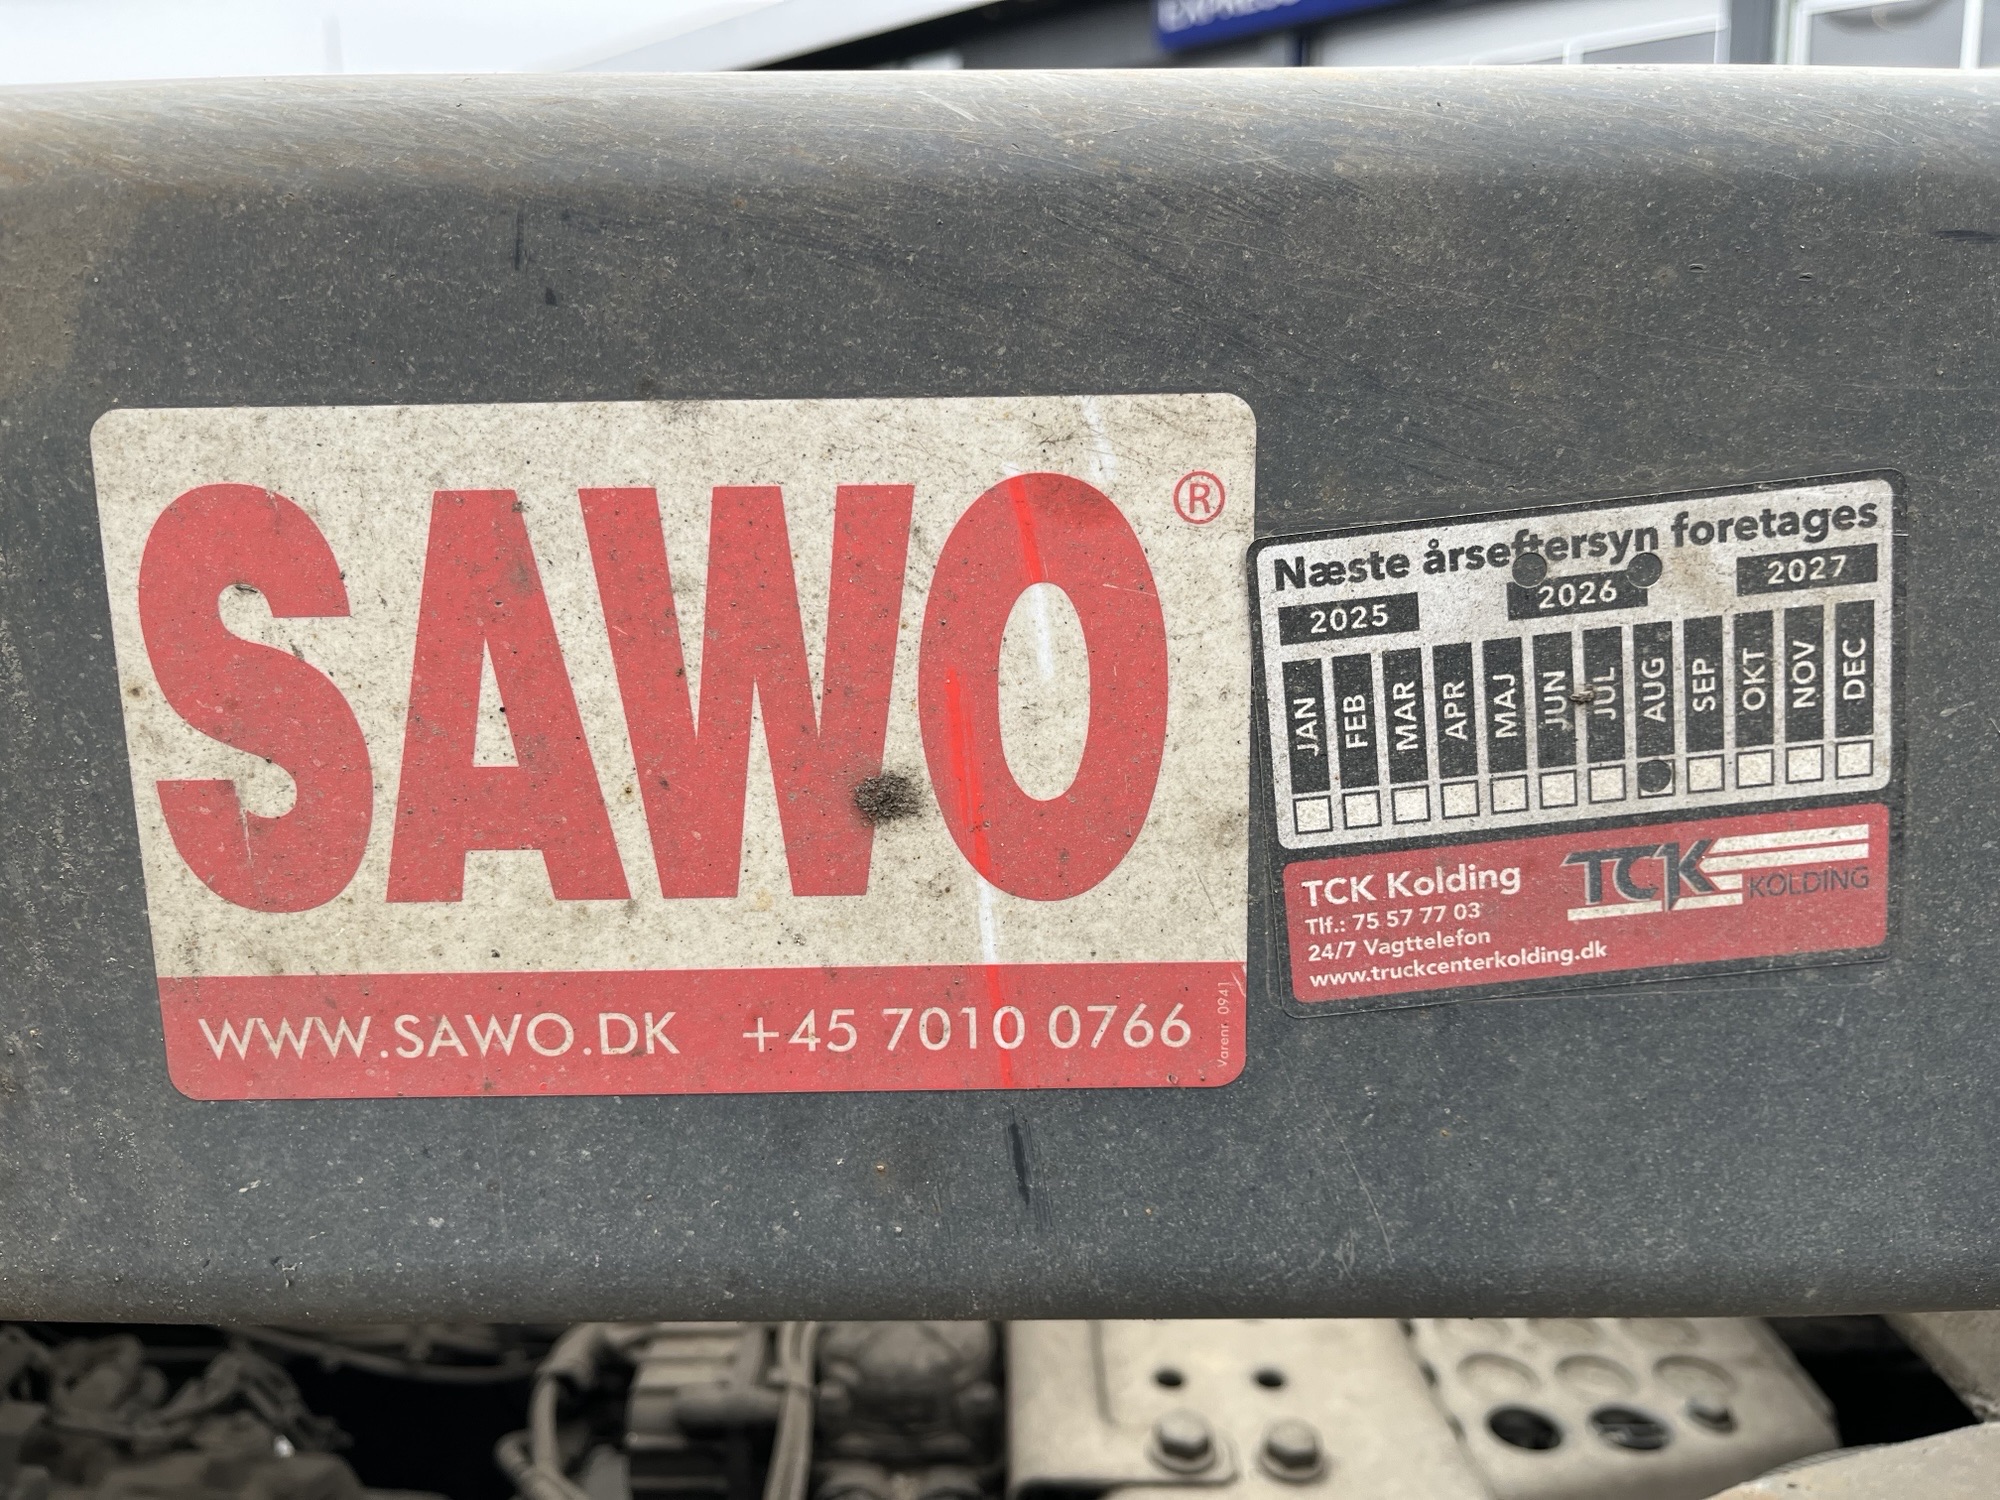 EXPRESS
SAWO®
WWW.SAWO.DK +45 7010 0766
Varenr. 0941
Næste årseftersyn foretages
2025 2026 2027
JAN FEB MAR APR MAJ JUN JUL AUG SEP OKT NOV DEC
TCK Kolding
Tlf.: 75 57 77 03
24/7 Vagttelefon
www.truckcenterkolding.dk
TCK KOLDING